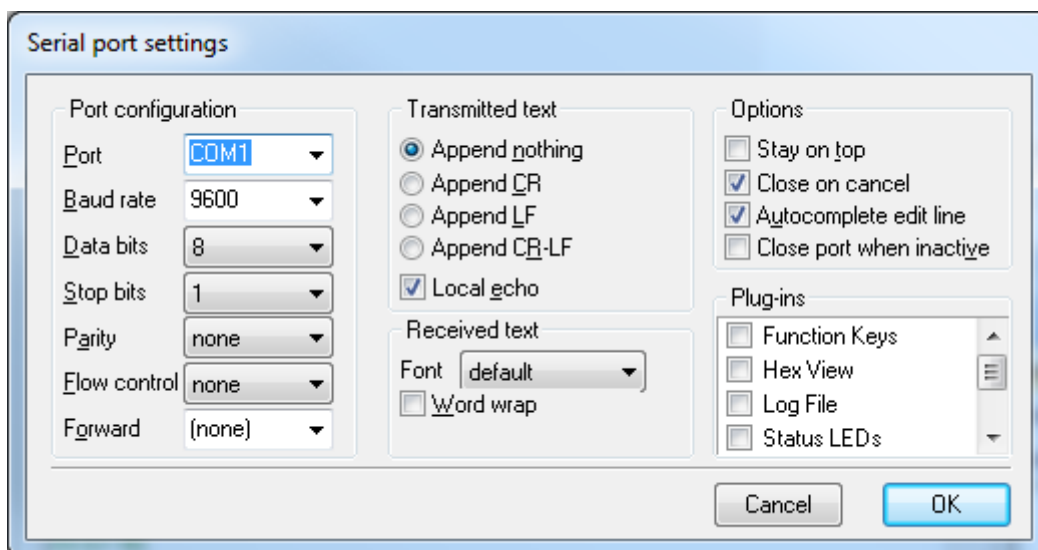 Serial port settings
Port configuration
Port COM1
Baud rate 9600
Data bits 8
Stop bits 1
Parity none
Flow control none
Forward (none)
Transmitted text
Append nothing
Append CR
Append LF
Append CR-LF
Local echo
Received text
Font default
Word wrap
Options
Stay on top
Close on cancel
Autocomplete edit line
Close port when inactive
Plug-ins
Function Keys
Hex View
Log File
Status LEDs
Cancel OK